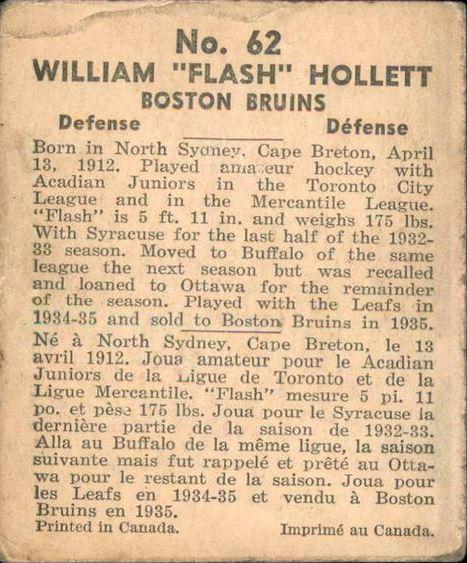 No. 62
WILLIAM "FLASH" HOLLETT
BOSTON BRUINS
Defense Défense
Born in North Sydney, Cape Breton, April
13, 1912. Played amateur hockey with
Acadian Juniors in the Toronto City
League and in the Mercantile League.
"Flash" is 5 ft. 11 in. and weighs 175 lbs.
With Syracuse for the last half of the 1932-
33 season. Moved to Buffalo of the same
league the next season but was recalled
and loaned to Ottawa for the remainder
of the season. Played with the Leafs in
1934-35 and sold to Boston Bruins in 1935.
Né à North Sydney, Cape Breton, le 13
avril 1912. Joua amateur pour le Acadian
Juniors de la Ligue de Toronto et de la
Ligue Mercantile. "Flash" mesure 5 pi. 11
po. et pèse 175 lbs. Joua pour le Syracuse la
dernière partie de la saison de 1932-33.
Alla au Buffalo de la même ligue, la saison
suivante mais fut rappelé et prêté au Otta-
wa pour le restant de la saison. Joua pour
les Leafs en 1934-35 et vendu à Boston
Bruins en 1935.
Printed in Canada. Imprimé au Canada.